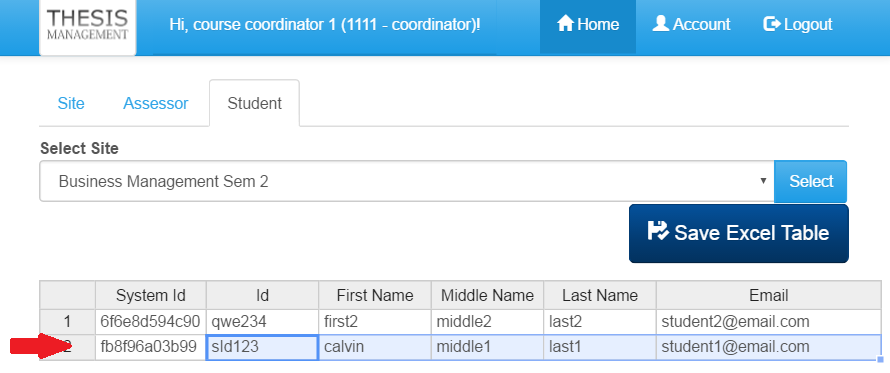 THESIS
MANAGEMENT
Hi, course coordinator 1 (1111 - coordinator)!
Home
Account
Logout
Site
Assessor
Student
Select Site
Business Management Sem 2
Select
Save Excel Table
System Id Id First Name Middle Name Last Name Email
1 6f6e8d594c90 qwe234 first2 middle2 last2 student2@email.com
2 fb8f96a03b99 sId123 calvin middle1 last1 student1@email.com